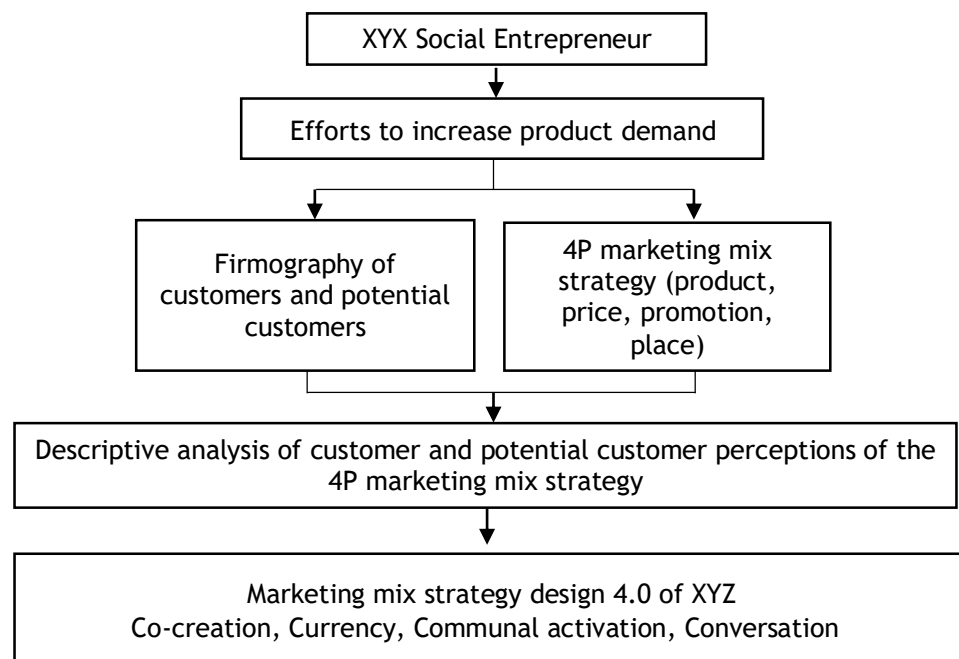 XYX Social Entrepreneur
Efforts to increase product demand
Firmography of
customers and potential
customers
4P marketing mix
strategy (product,
price, promotion,
place)
Descriptive analysis of customer and potential customer perceptions of the
4P marketing mix strategy
Marketing mix strategy design 4.0 of XYZ
Co-creation, Currency, Communal activation, Conversation